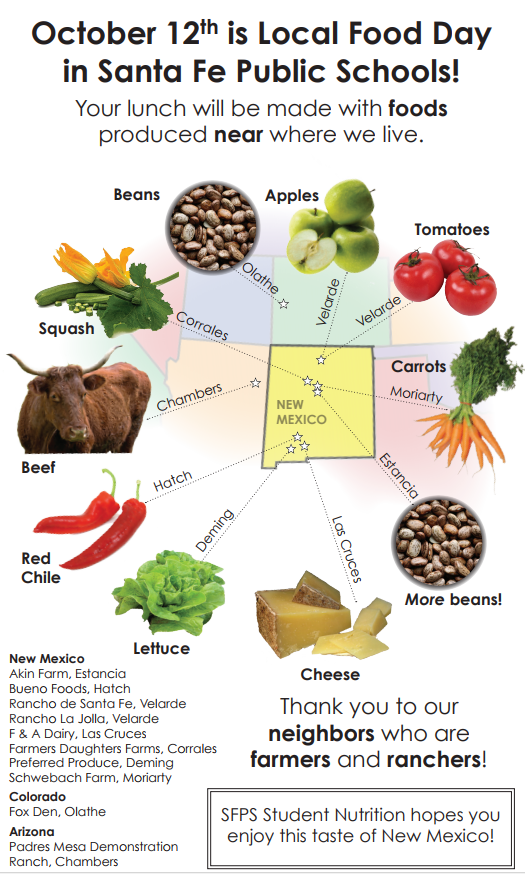 October 12th is Local Food Day
in Santa Fe Public Schools!
Your lunch will be made with foods
produced near where we live.
Beans
Apples
Tomatoes
Olathe
Velarde
Velarde
Squash
Corrales
Carrots
Chambers
Moriarty
NEW
MEXICO
Beef
Hatch
Estancia
Deming
Las Cruces
Red
Chile
More beans!
Lettuce
Cheese
New Mexico
Akin Farm, Estancia
Bueno Foods, Hatch
Rancho de Santa Fe, Velarde
Rancho La Jolla, Velarde
F & A Dairy, Las Cruces
Farmers Daughters Farms, Corrales
Preferred Produce, Deming
Schwebach Farm, Moriarty
Colorado
Fox Den, Olathe
Arizona
Padres Mesa Demonstration
Ranch, Chambers
Thank you to our
neighbors who are
farmers and ranchers!
SFPS Student Nutrition hopes you
enjoy this taste of New Mexico!